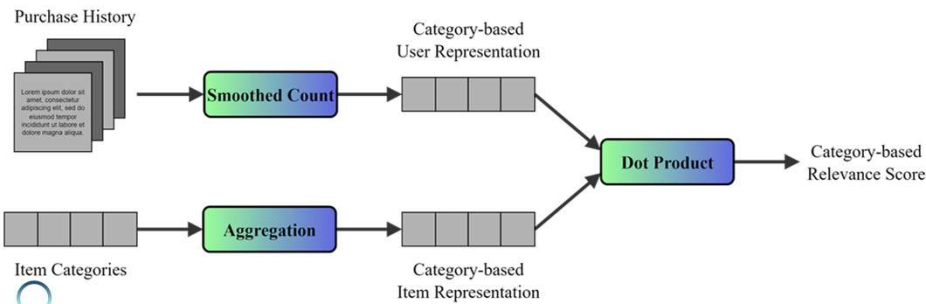 Purchase History
Lorem ipsum dolor sit
amet, consectetur
adipiscing elit, sed do
eiusmod tempor
incididunt ut labore et
dolore magna aliqua.
Smoothed Count
Category-based
User Representation
Dot Product
Category-based
Relevance Score
Item Categories
Aggregation
Category-based
Item Representation